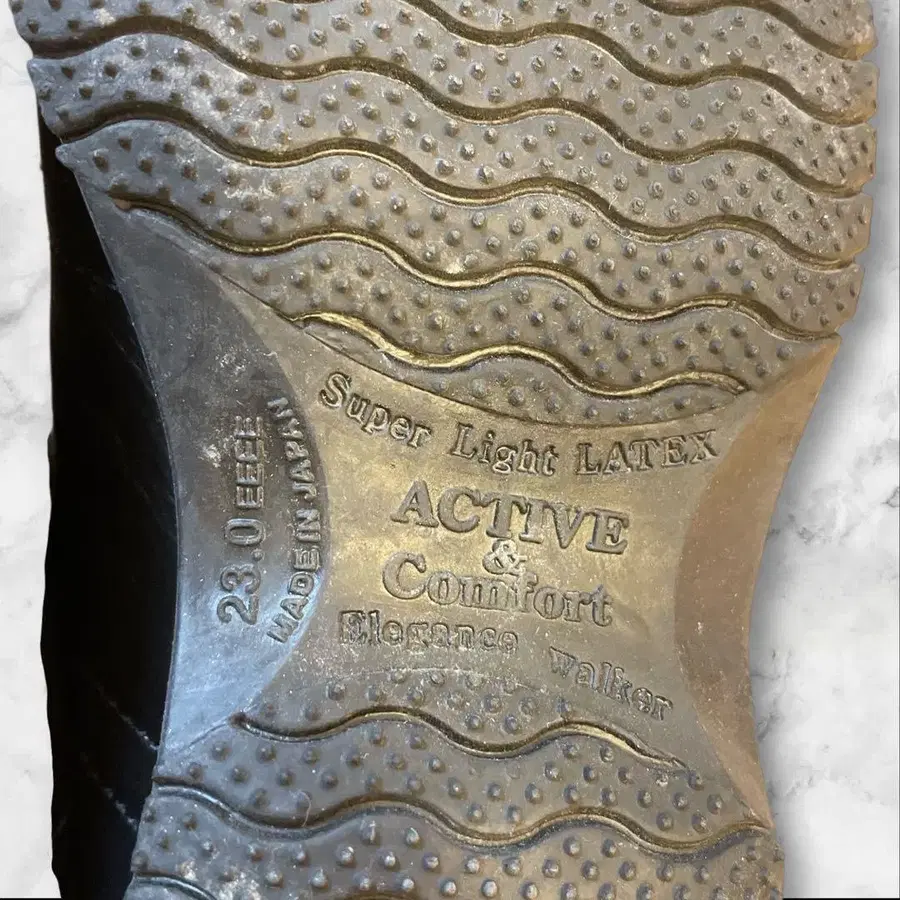 Super Light LATEX
ACTIVE
&
Comfort
Elegance Walker
23.0 EEEE
MADE IN JAPAN